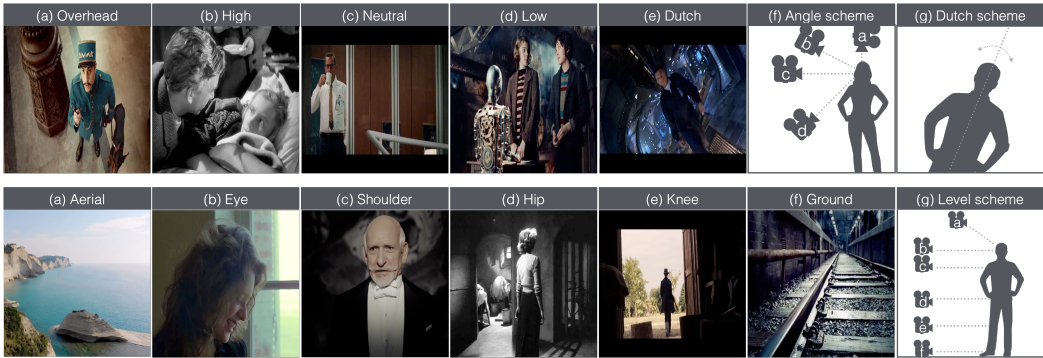 (a) Overhead
(b) High
(c) Neutral
(d) Low
(e) Dutch
(f) Angle scheme
(g) Dutch scheme
a
b
c
d
(a) Aerial
(b) Eye
(c) Shoulder
(d) Hip
(e) Knee
(f) Ground
(g) Level scheme
a
b
c
d
e
f